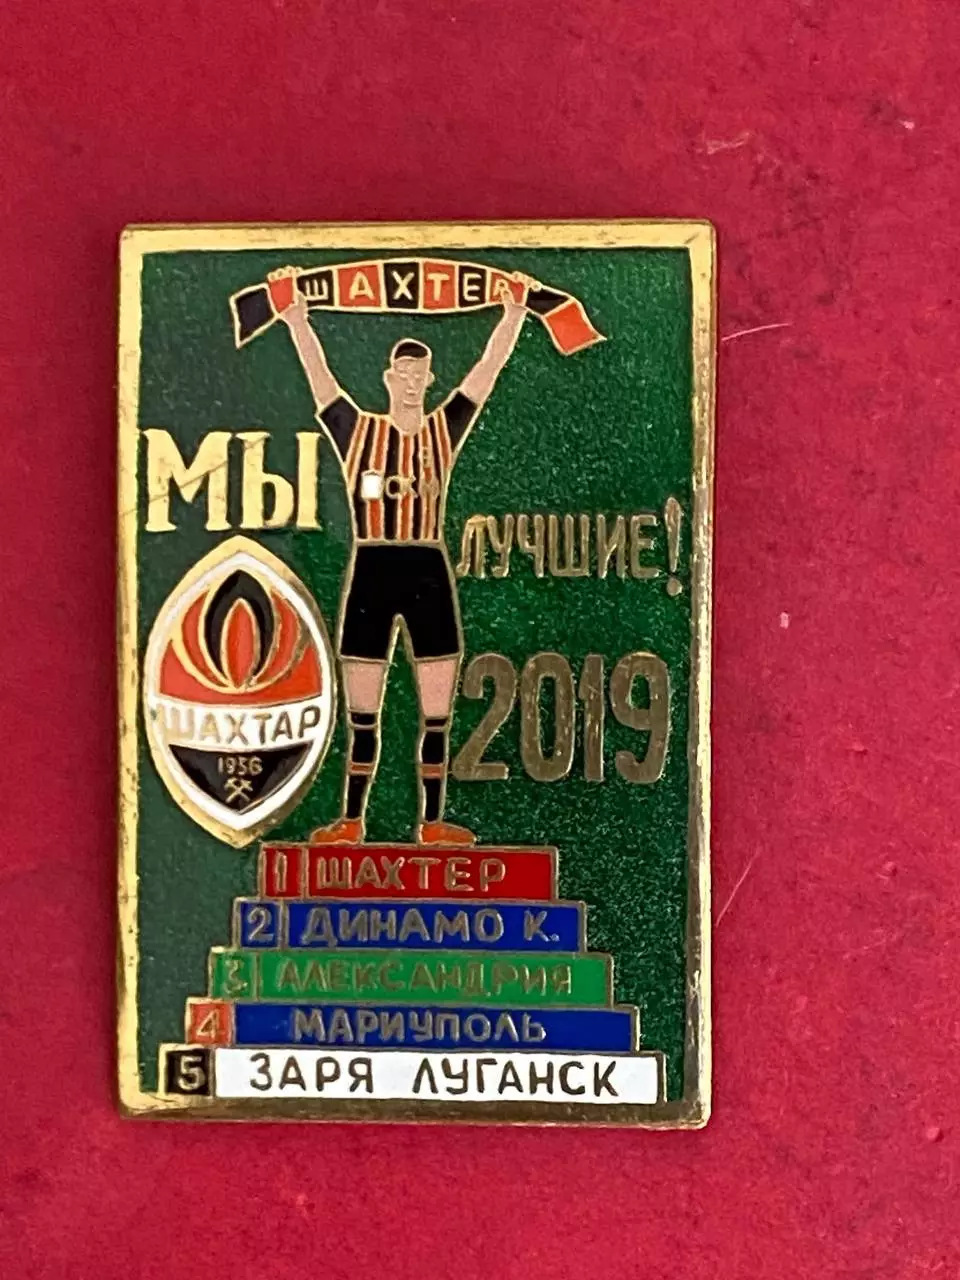 ШАХТЕР
МЫ
ЛУЧШИЕ!
ШАХТАР
1936
2019
1 ШАХТЕР
2 ДИНАМО К.
3 АЛЕКСАНДРИЯ
4 МАРИУПОЛЬ
5 ЗАРЯ ЛУГАНСК